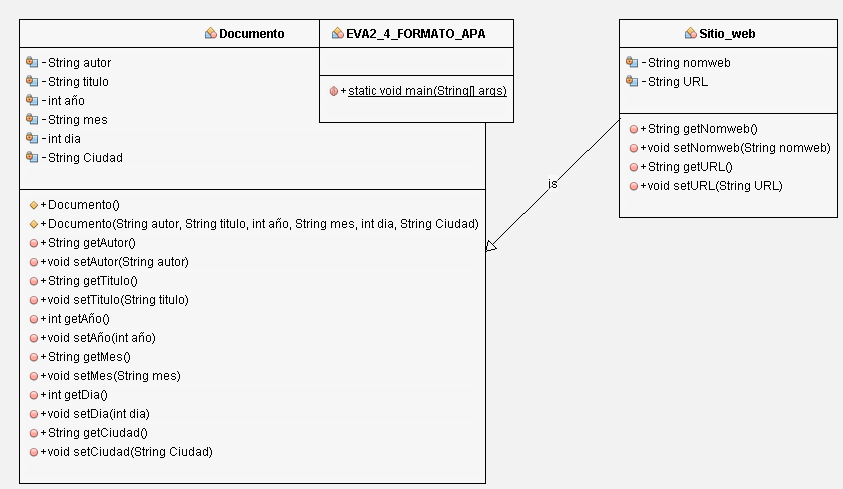 Documento
- String autor
- String titulo
- int año
- String mes
- int dia
- String Ciudad
+ Documento()
+ Documento(String autor, String titulo, int año, String mes, int dia, String Ciudad)
+ String getAutor()
+ void setAutor(String autor)
+ String getTitulo()
+ void setTitulo(String titulo)
+ int getAño()
+ void setAño(int año)
+ String getMes()
+ void setMes(String mes)
+ int getDia()
+ void setDia(int dia)
+ String getCiudad()
+ void setCiudad(String Ciudad)
EVA2_4_FORMATO_APA
+ static void main(String[] args)
is
Sitio_web
- String nomweb
- String URL
+ String getNomweb()
+ void setNomweb(String nomweb)
+ String getURL()
+ void setURL(String URL)